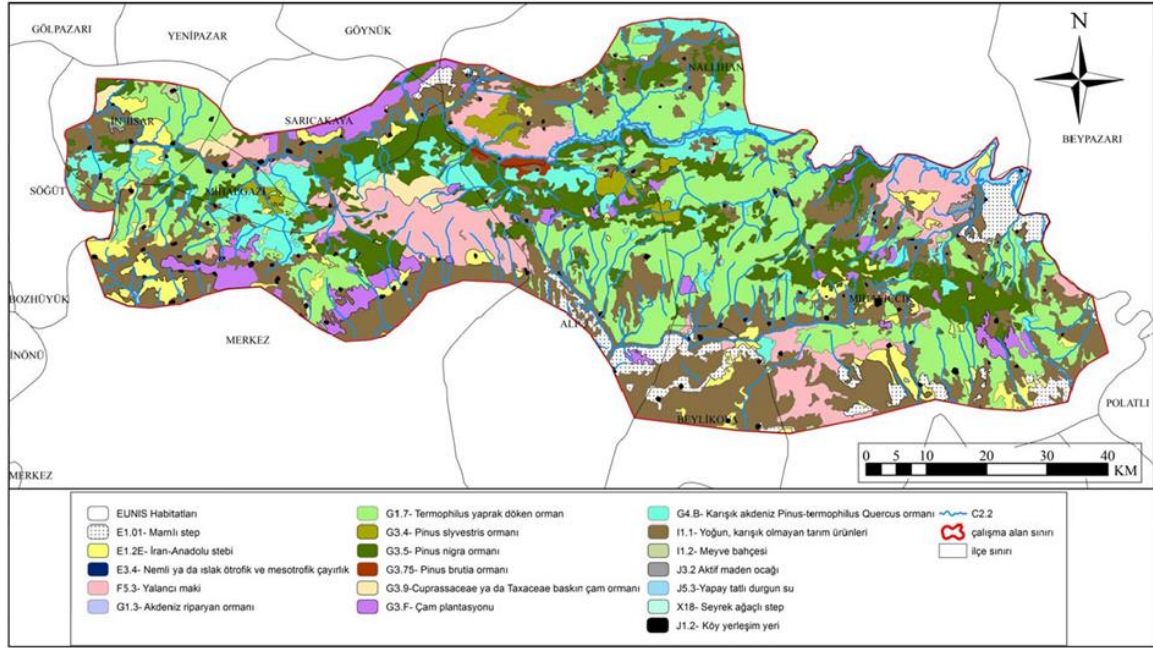 GÖLPAZARI
YENİPAZAR
GÖYNÜK
N
NALLIHAN
İNHİSAR
SARICAKAYA
BEYPAZARI
SÖĞÜT
MİHALGAZİ
BOZHÜYÜK
MERKEZ
ALPU
MİHALIÇÇIK
İNÖNÜ
BEYLİKOVA
POLATLI
MERKEZ
0 5 10 20 30 40
KM
EUNIS Habitatları
E1.01- Marnlı step
E1.2E- İran-Anadolu stebi
E3.4- Nemli ya da ıslak ötrofik ve mesotrofik çayırlık
F5.3- Yalancı maki
G1.3- Akdeniz riparyan ormanı
G1.7- Termophilus yaprak döken orman
G3.4- Pinus slyvestris ormanı
G3.5- Pinus nigra ormanı
G3.75- Pinus brutia ormanı
G3.9-Cuprassaceae ya da Taxaceae baskın çam ormanı
G3.F- Çam plantasyonu
G4.B- Karışık akdeniz Pinus-termophilus Quercus ormanı
I1.1- Yoğun, karışık olmayan tarım ürünleri
I1.2- Meyve bahçesi
J3.2 Aktif maden ocağı
J5.3-Yapay tatlı durgun su
X18- Seyrek ağaçlı step
J1.2- Köy yerleşim yeri
C2.2
çalışma alan sınırı
ilçe sınırı